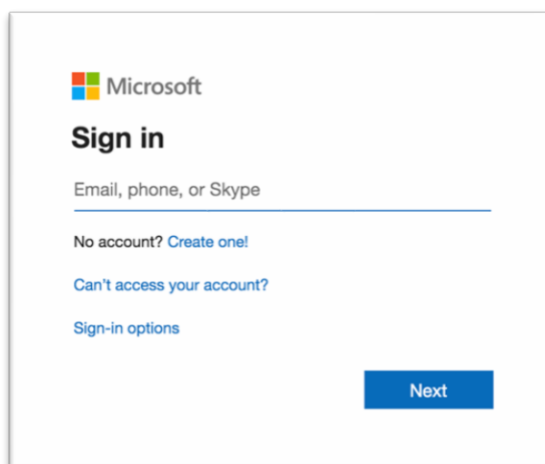 Microsoft
Sign in
Email, phone, or Skype
No account? Create one!
Can't access your account?
Sign-in options
Next